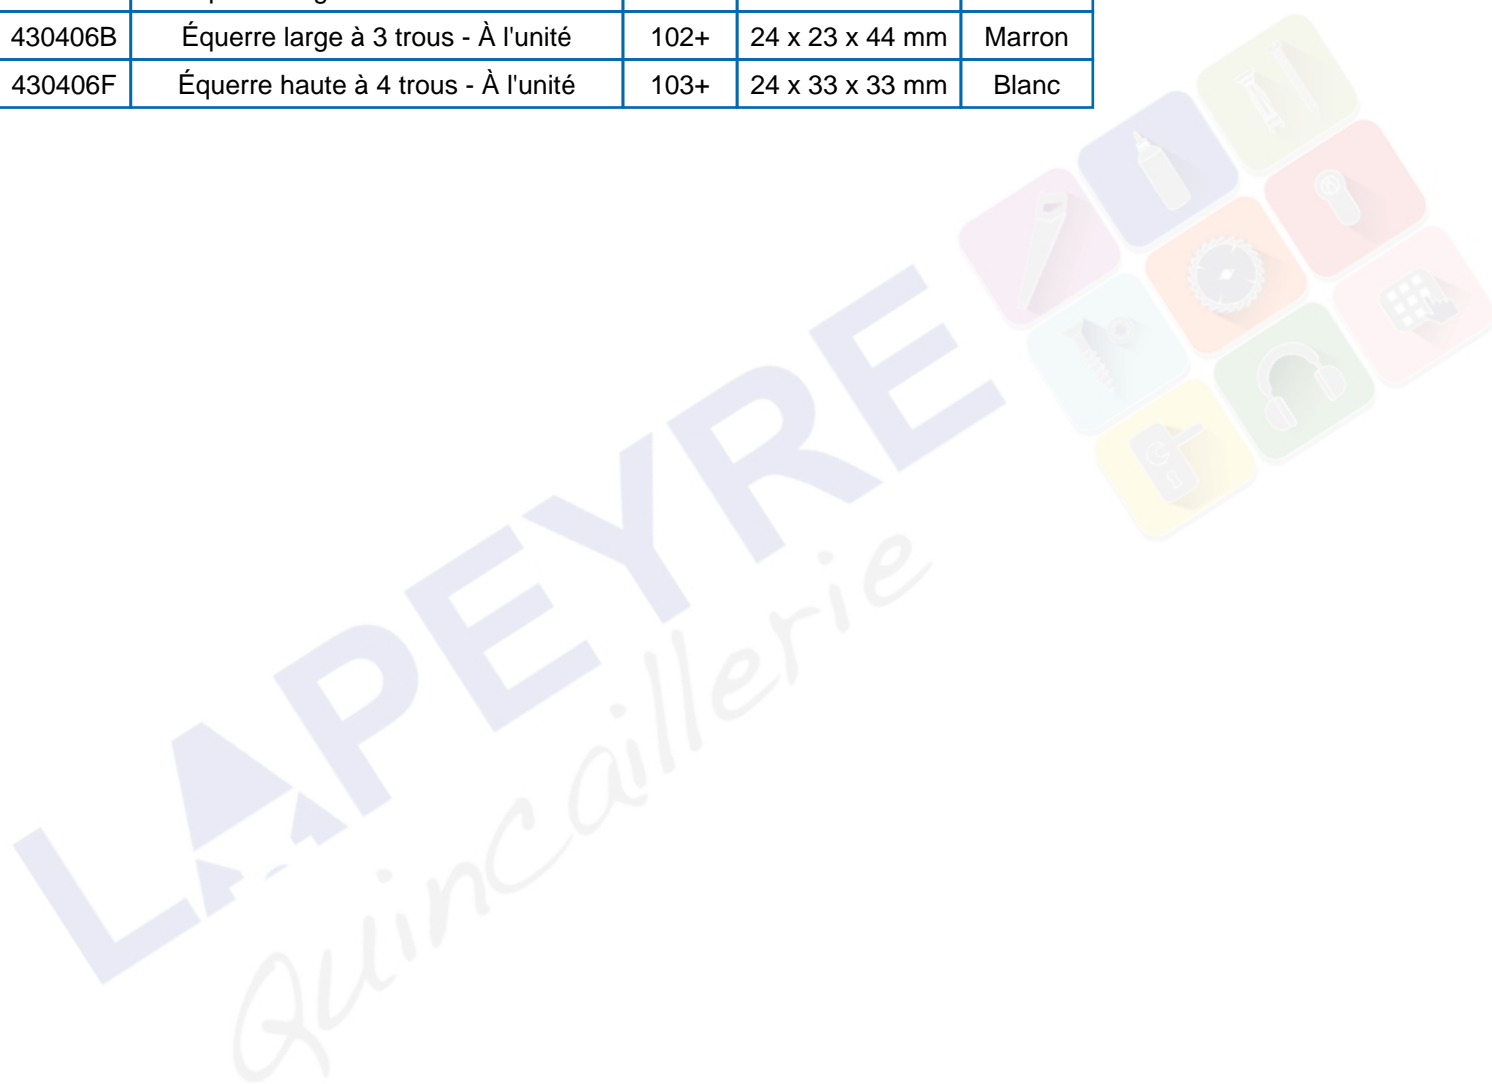 430406B Équerre large à 3 trous - À l'unité 102+ 24 x 23 x 44 mm Marron
430406F Équerre haute à 4 trous - À l'unité 103+ 24 x 33 x 33 mm Blanc
LAPEYRE
Quincaillerie